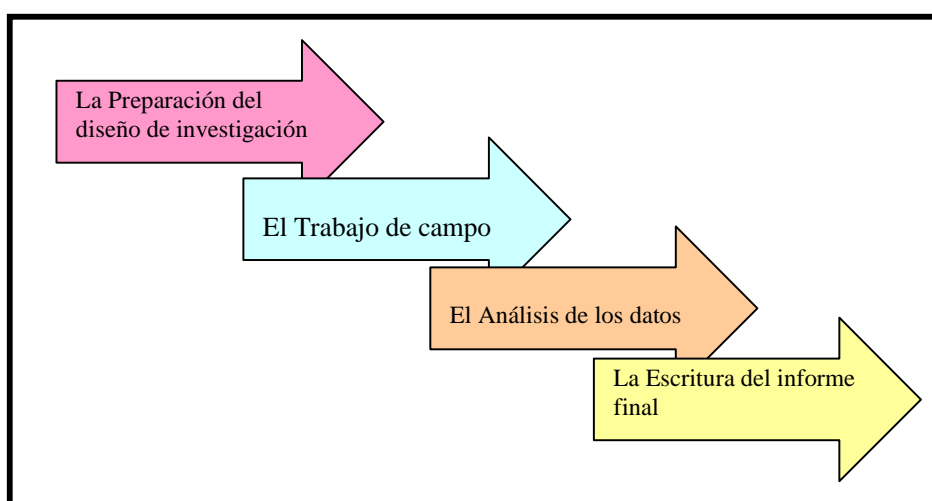 La Preparación del
diseño de investigación
El Trabajo de campo
El Análisis de los datos
La Escritura del informe
final